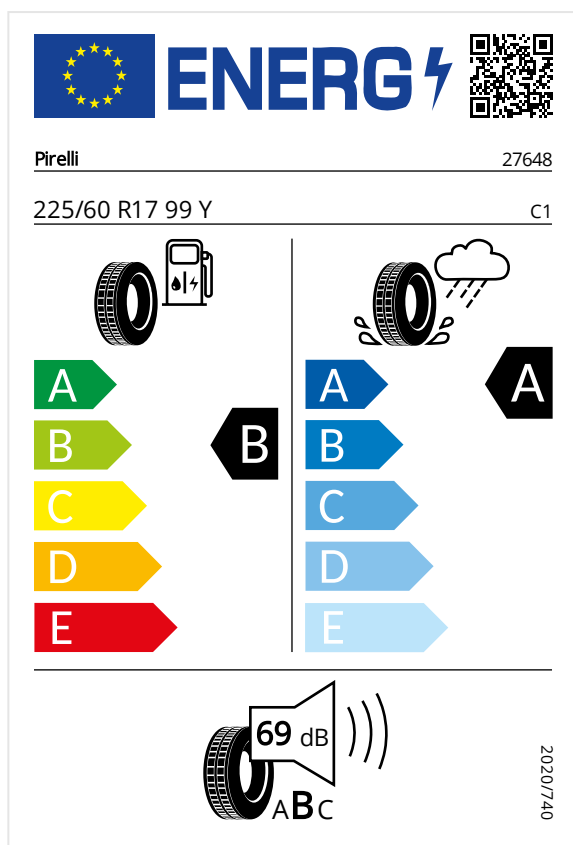 ENERG
Pirelli
27648
225/60 R17 99 Y
C1
A
B
C
D
E
B
A
B
C
D
E
A
69 dB
ABC
2020/740